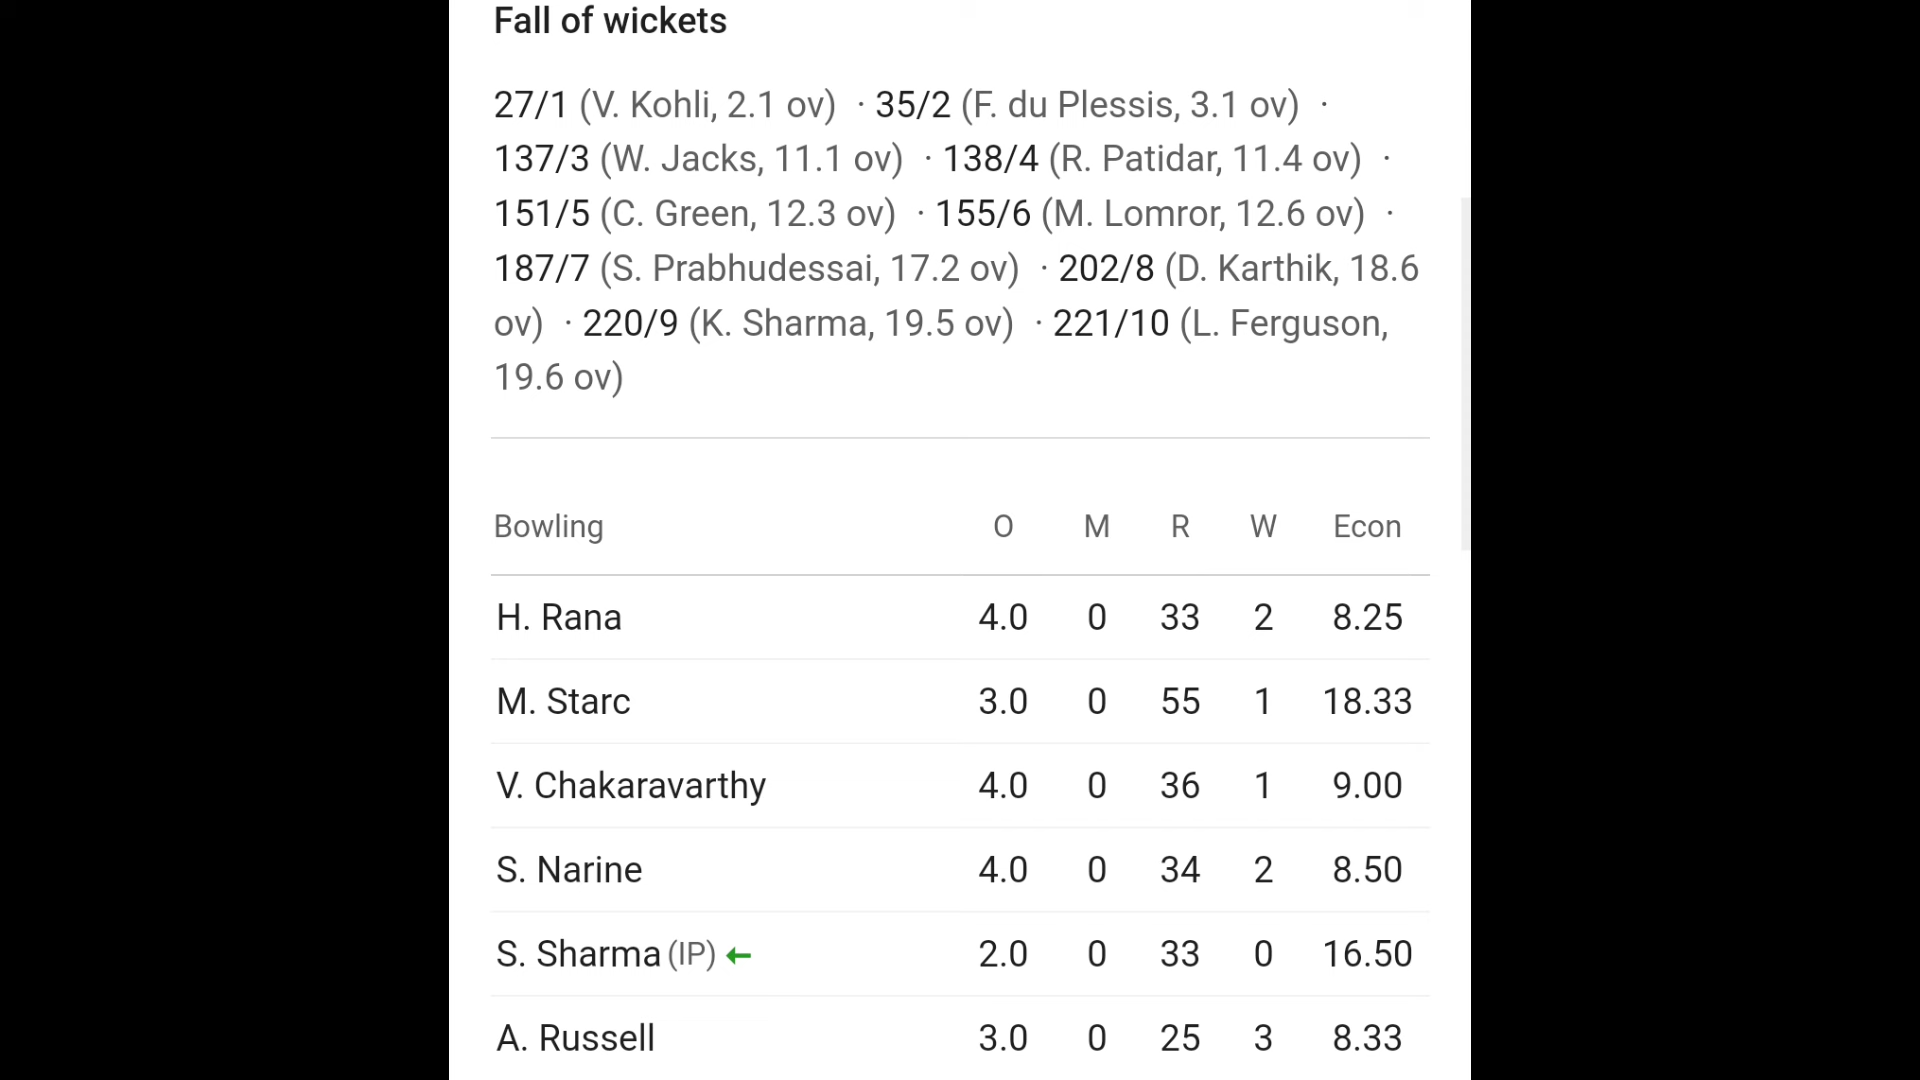 Fall of wickets
27/1 (V. Kohli, 2.1 ov) · 35/2 (F. du Plessis, 3.1 ov) ·
137/3 (W. Jacks, 11.1 ov) · 138/4 (R. Patidar, 11.4 ov) ·
151/5 (C. Green, 12.3 ov) · 155/6 (M. Lomror, 12.6 ov) ·
187/7 (S. Prabhudessai, 17.2 ov) · 202/8 (D. Karthik, 18.6
ov) · 220/9 (K. Sharma, 19.5 ov) · 221/10 (L. Ferguson,
19.6 ov)
Bowling O M R W Econ
H. Rana 4.0 0 33 2 8.25
M. Starc 3.0 0 55 1 18.33
V. Chakaravarthy 4.0 0 36 1 9.00
S. Narine 4.0 0 34 2 8.50
S. Sharma (IP) 2.0 0 33 0 16.50
A. Russell 3.0 0 25 3 8.33